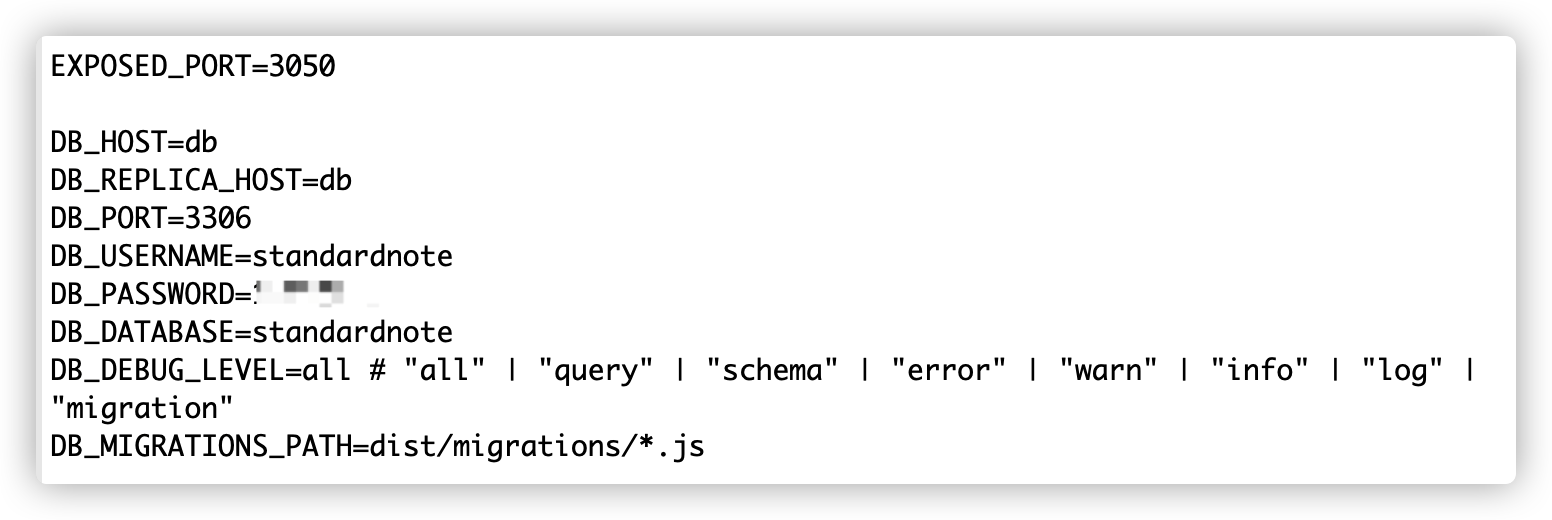 EXPOSED_PORT=3050
DB_HOST=db
DB_REPLICA_HOST=db
DB_PORT=3306
DB_USERNAME=standardnote
DB_PASSWORD=
DB_DATABASE=standardnote
DB_DEBUG_LEVEL=all # "all" | "query" | "schema" | "error" | "warn" | "info" | "log" |
"migration"
DB_MIGRATIONS_PATH=dist/migrations/*.js